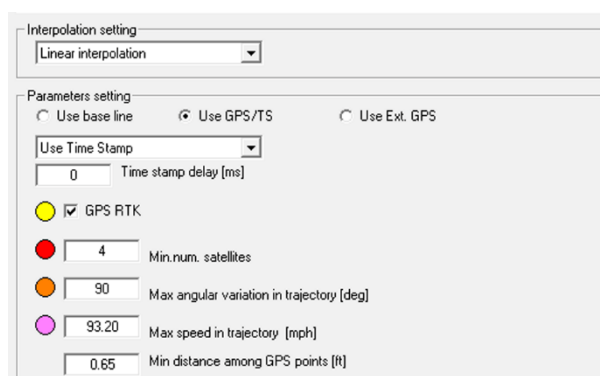 Interpolation setting
Linear interpolation
Parameters setting
Use base line Use GPS/TS Use Ext. GPS
Use Time Stamp
0 Time stamp delay [ms]
GPS RTK
4 Min.num. satellites
90 Max angular variation in trajectory [deg]
93.20 Max speed in trajectory [mph]
0.65 Min distance among GPS points [ft]